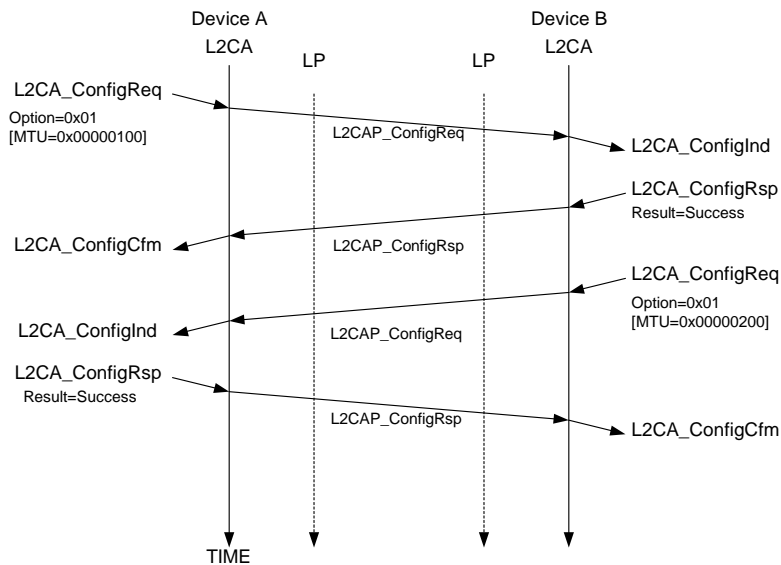 Device A
Device B
L2CA
LP
LP
L2CA
L2CA_ConfigReq
Option=0x01
[MTU=0x00000100]
L2CAP_ConfigReq
L2CA_ConfigInd
L2CA_ConfigRsp
Result=Success
L2CA_ConfigCfm
L2CAP_ConfigRsp
L2CA_ConfigReq
Option=0x01
[MTU=0x00000200]
L2CA_ConfigInd
L2CAP_ConfigReq
L2CA_ConfigRsp
Result=Success
L2CAP_ConfigRsp
L2CA_ConfigCfm
TIME